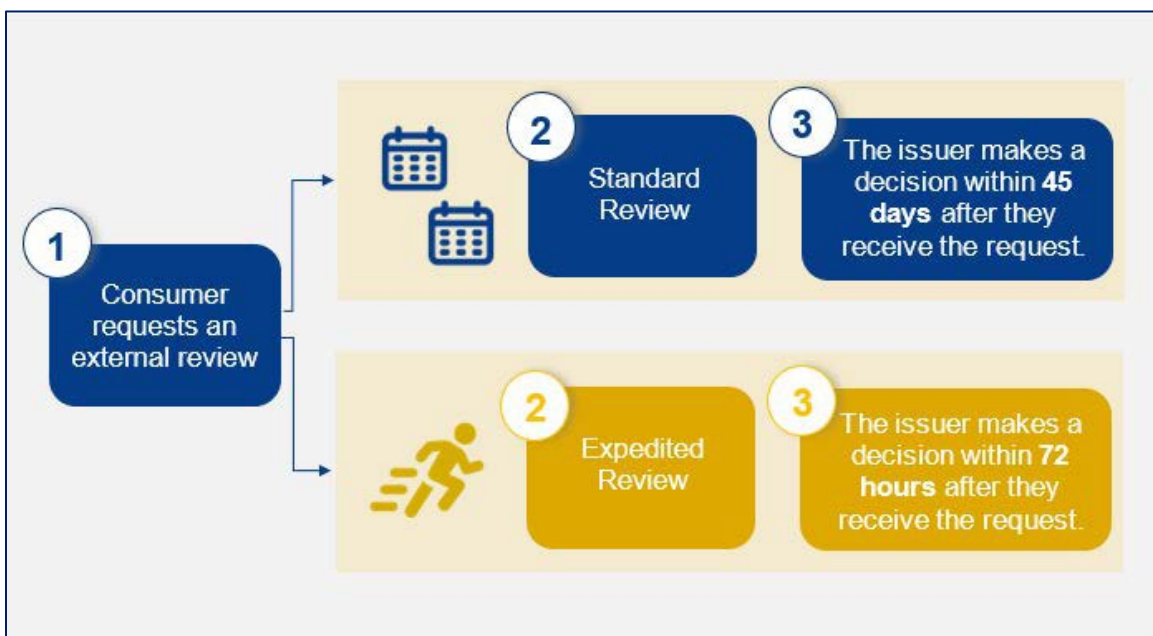 1
Consumer
requests an
external review
2
Standard
Review
3
The issuer makes a
decision within 45
days after they
receive the request.
2
Expedited
Review
3
The issuer makes a
decision within 72
hours after they
receive the request.